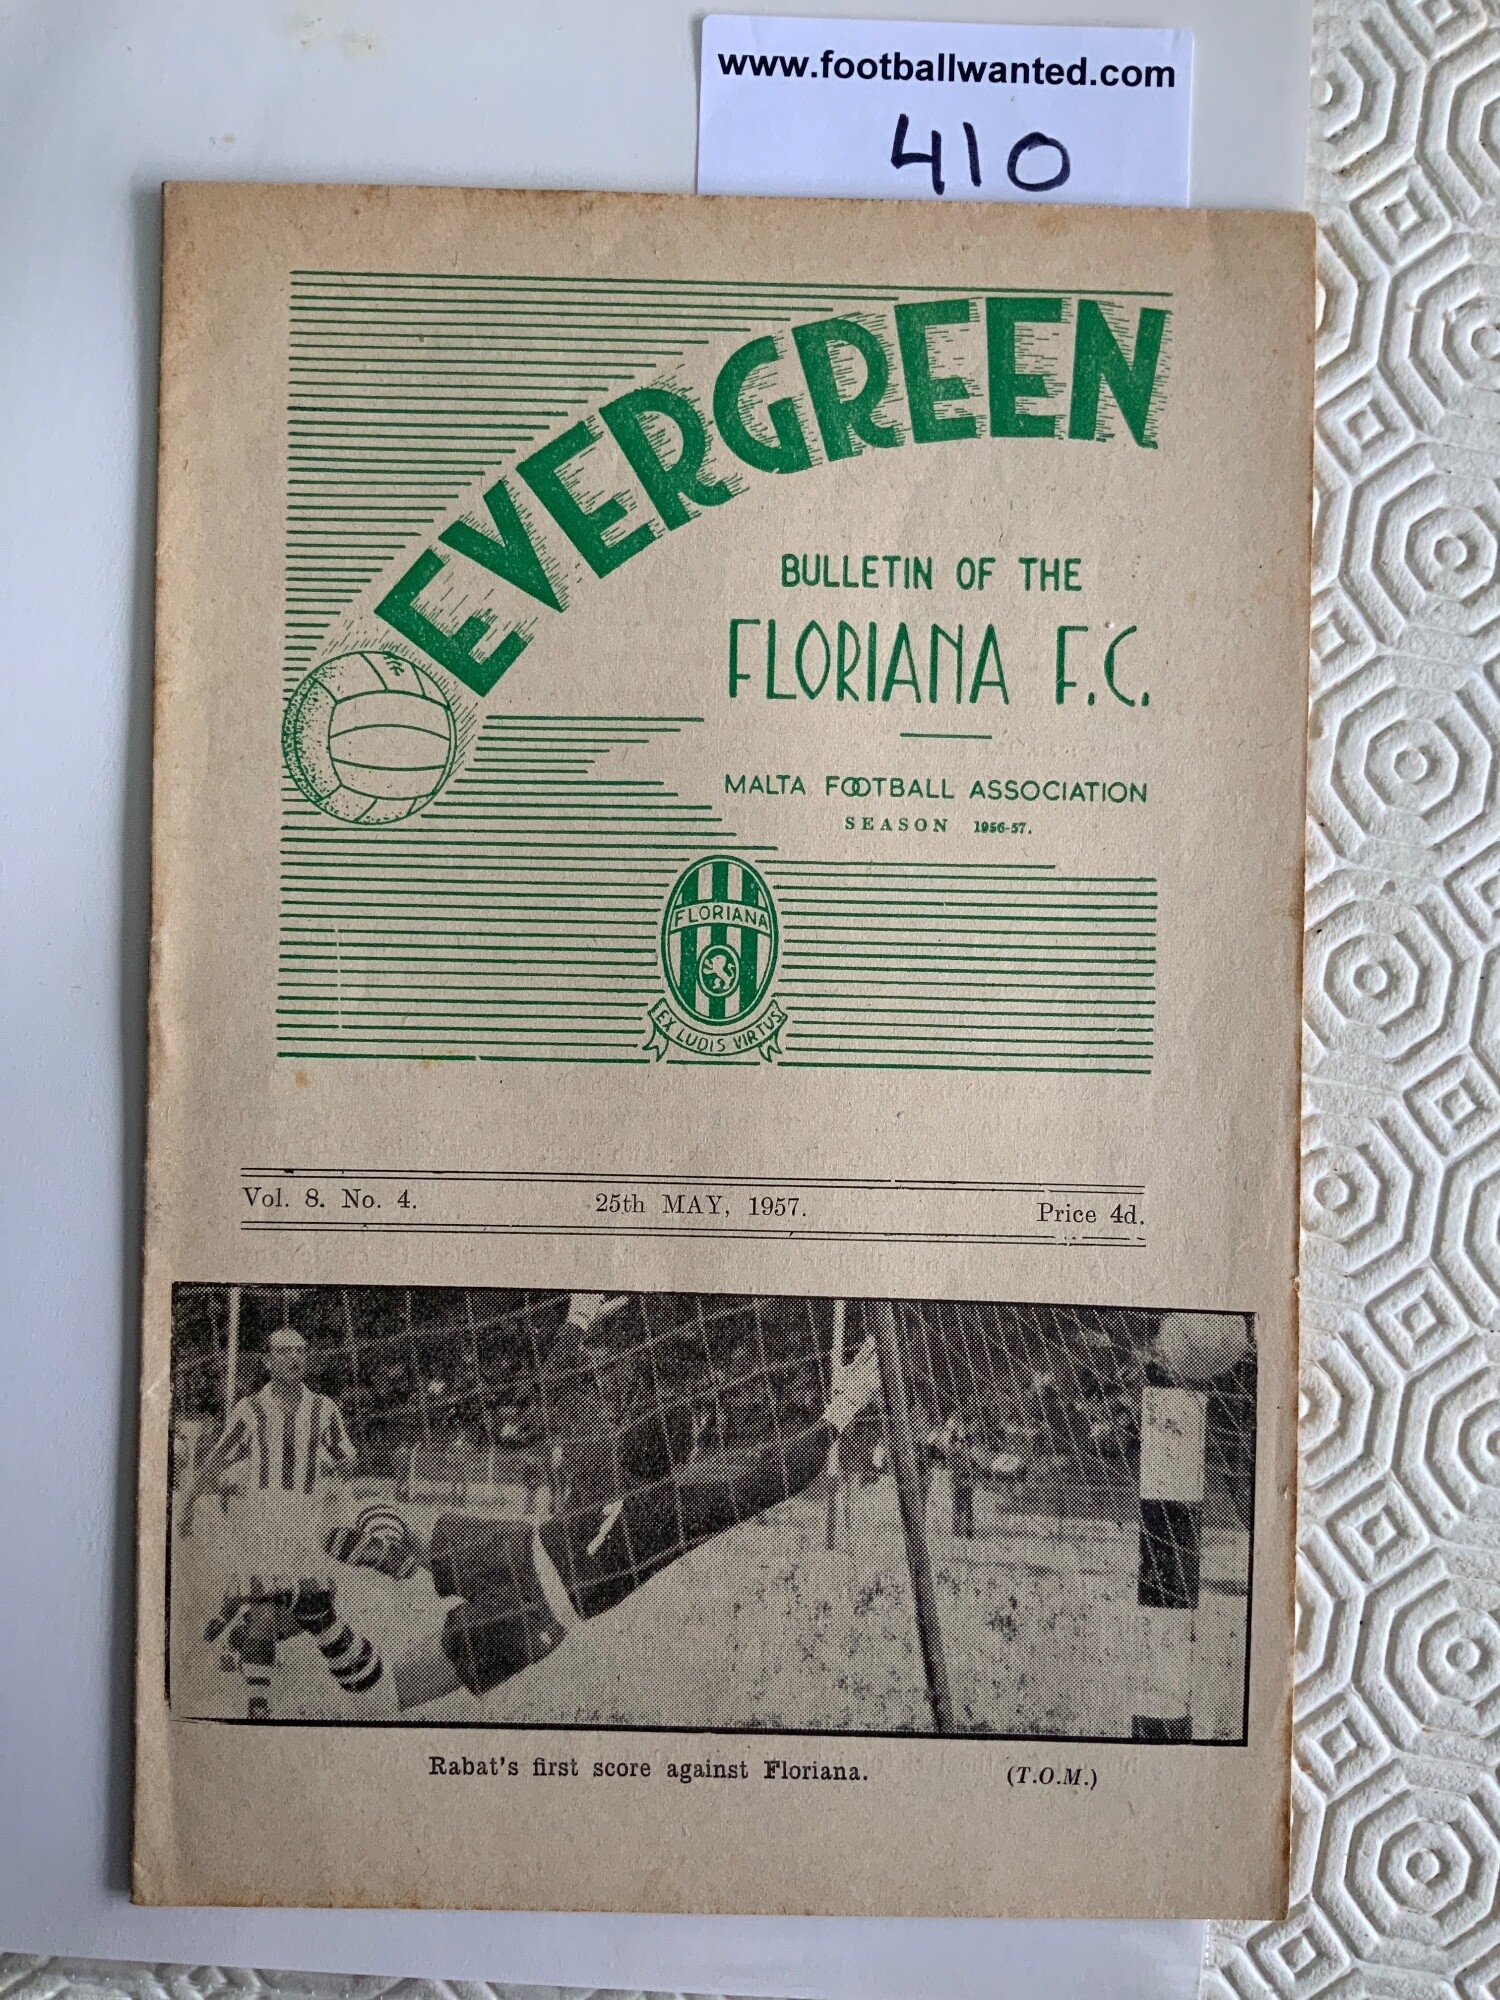 www.footballwanted.com
410
EVERGREEN
BULLETIN OF THE
FLORIANA F.C.
MALTA FOOTBALL ASSOCIATION
SEASON 1956-57.
FLORIANA
EX LUDIS VIRTUS
Vol. 8. No. 4. 25th MAY, 1957. Price 4d.
Rabat's first score against Floriana. (T.O.M.)